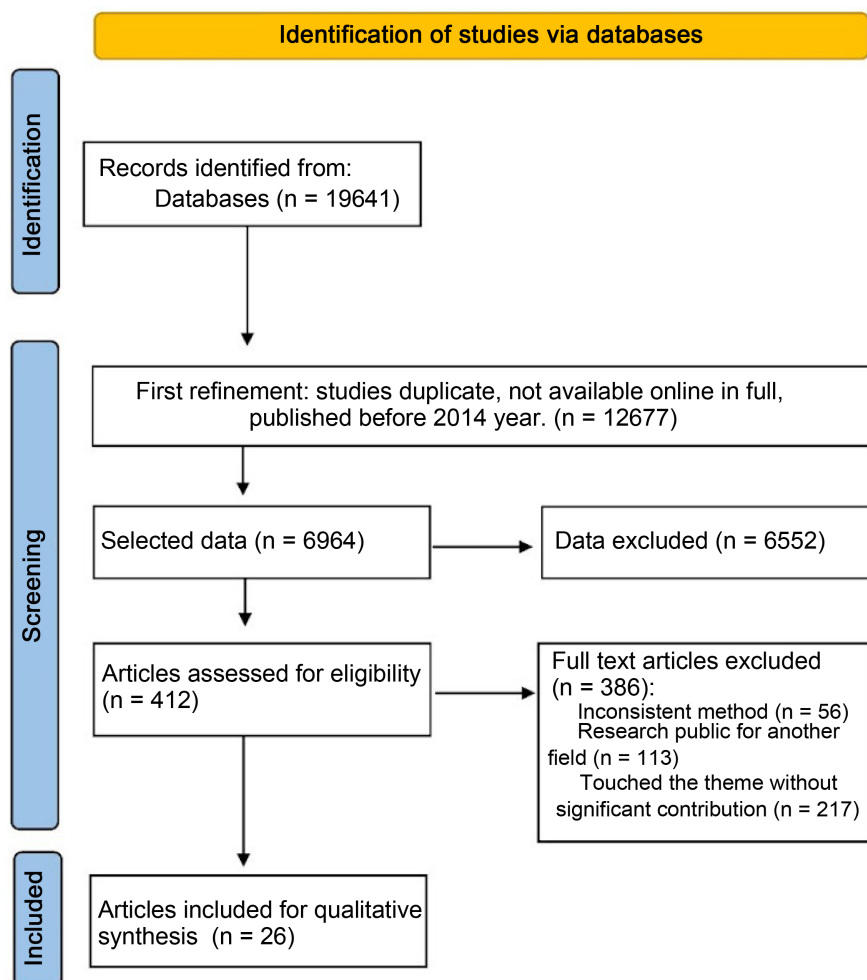 Identification of studies via databases
Identification
Records identified from:
Databases (n = 19641)
Screening
First refinement: studies duplicate, not available online in full,
published before 2014 year. (n = 12677)
Selected data (n = 6964)
Data excluded (n = 6552)
Articles assessed for eligibility
(n = 412)
Full text articles excluded
(n = 386):
Inconsistent method (n = 56)
Research public for another
field (n = 113)
Touched the theme without
significant contribution (n = 217)
Included
Articles included for qualitative
synthesis (n = 26)